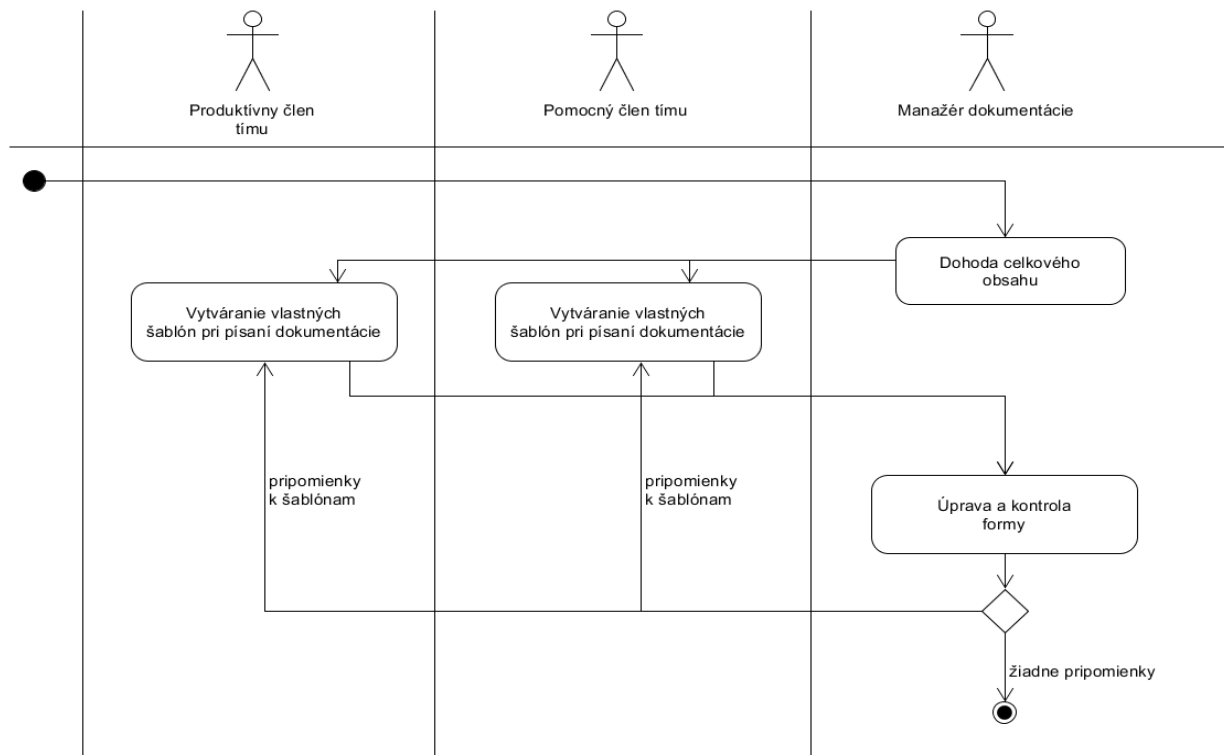 Produktívny člen
tímu
Pomocný člen tímu
Manažér dokumentácie
Dohoda celkového
obsahu
Vytváranie vlastných
šablón pri písaní dokumentácie
Vytváranie vlastných
šablón pri písaní dokumentácie
pripomienky
k šablónam
pripomienky
k šablónam
Úprava a kontrola
formy
žiadne pripomienky